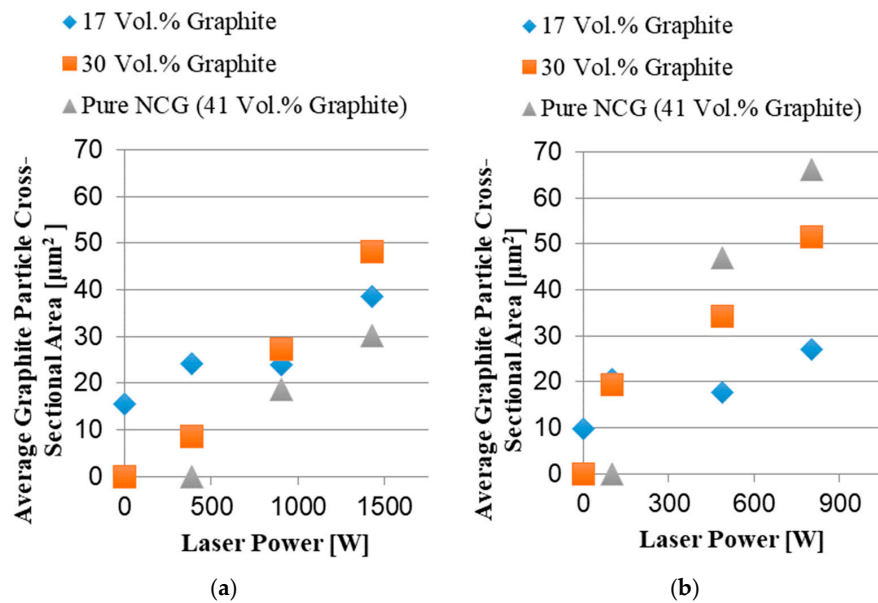 17 Vol.% Graphite
30 Vol.% Graphite
Pure NCG (41 Vol.% Graphite)
Average Graphite Particle Cross-
Sectional Area [µm²]
70
60
50
40
30
20
10
0
0 500 1000 1500
Laser Power [W]
(a)
17 Vol.% Graphite
30 Vol.% Graphite
Pure NCG (41 Vol.% Graphite)
Average Graphite Particle Cross-
Sectional Area [µm²]
70
60
50
40
30
20
10
0
0 300 600 900
Laser Power [W]
(b)